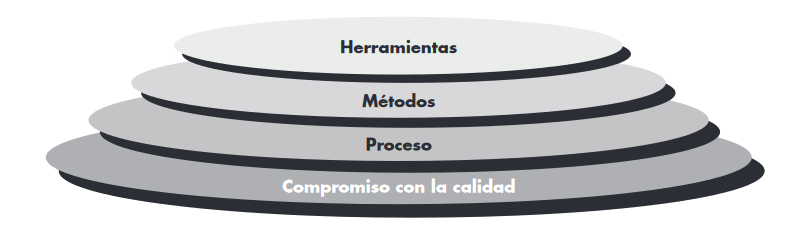 Herramientas
Métodos
Proceso
Compromiso con la calidad